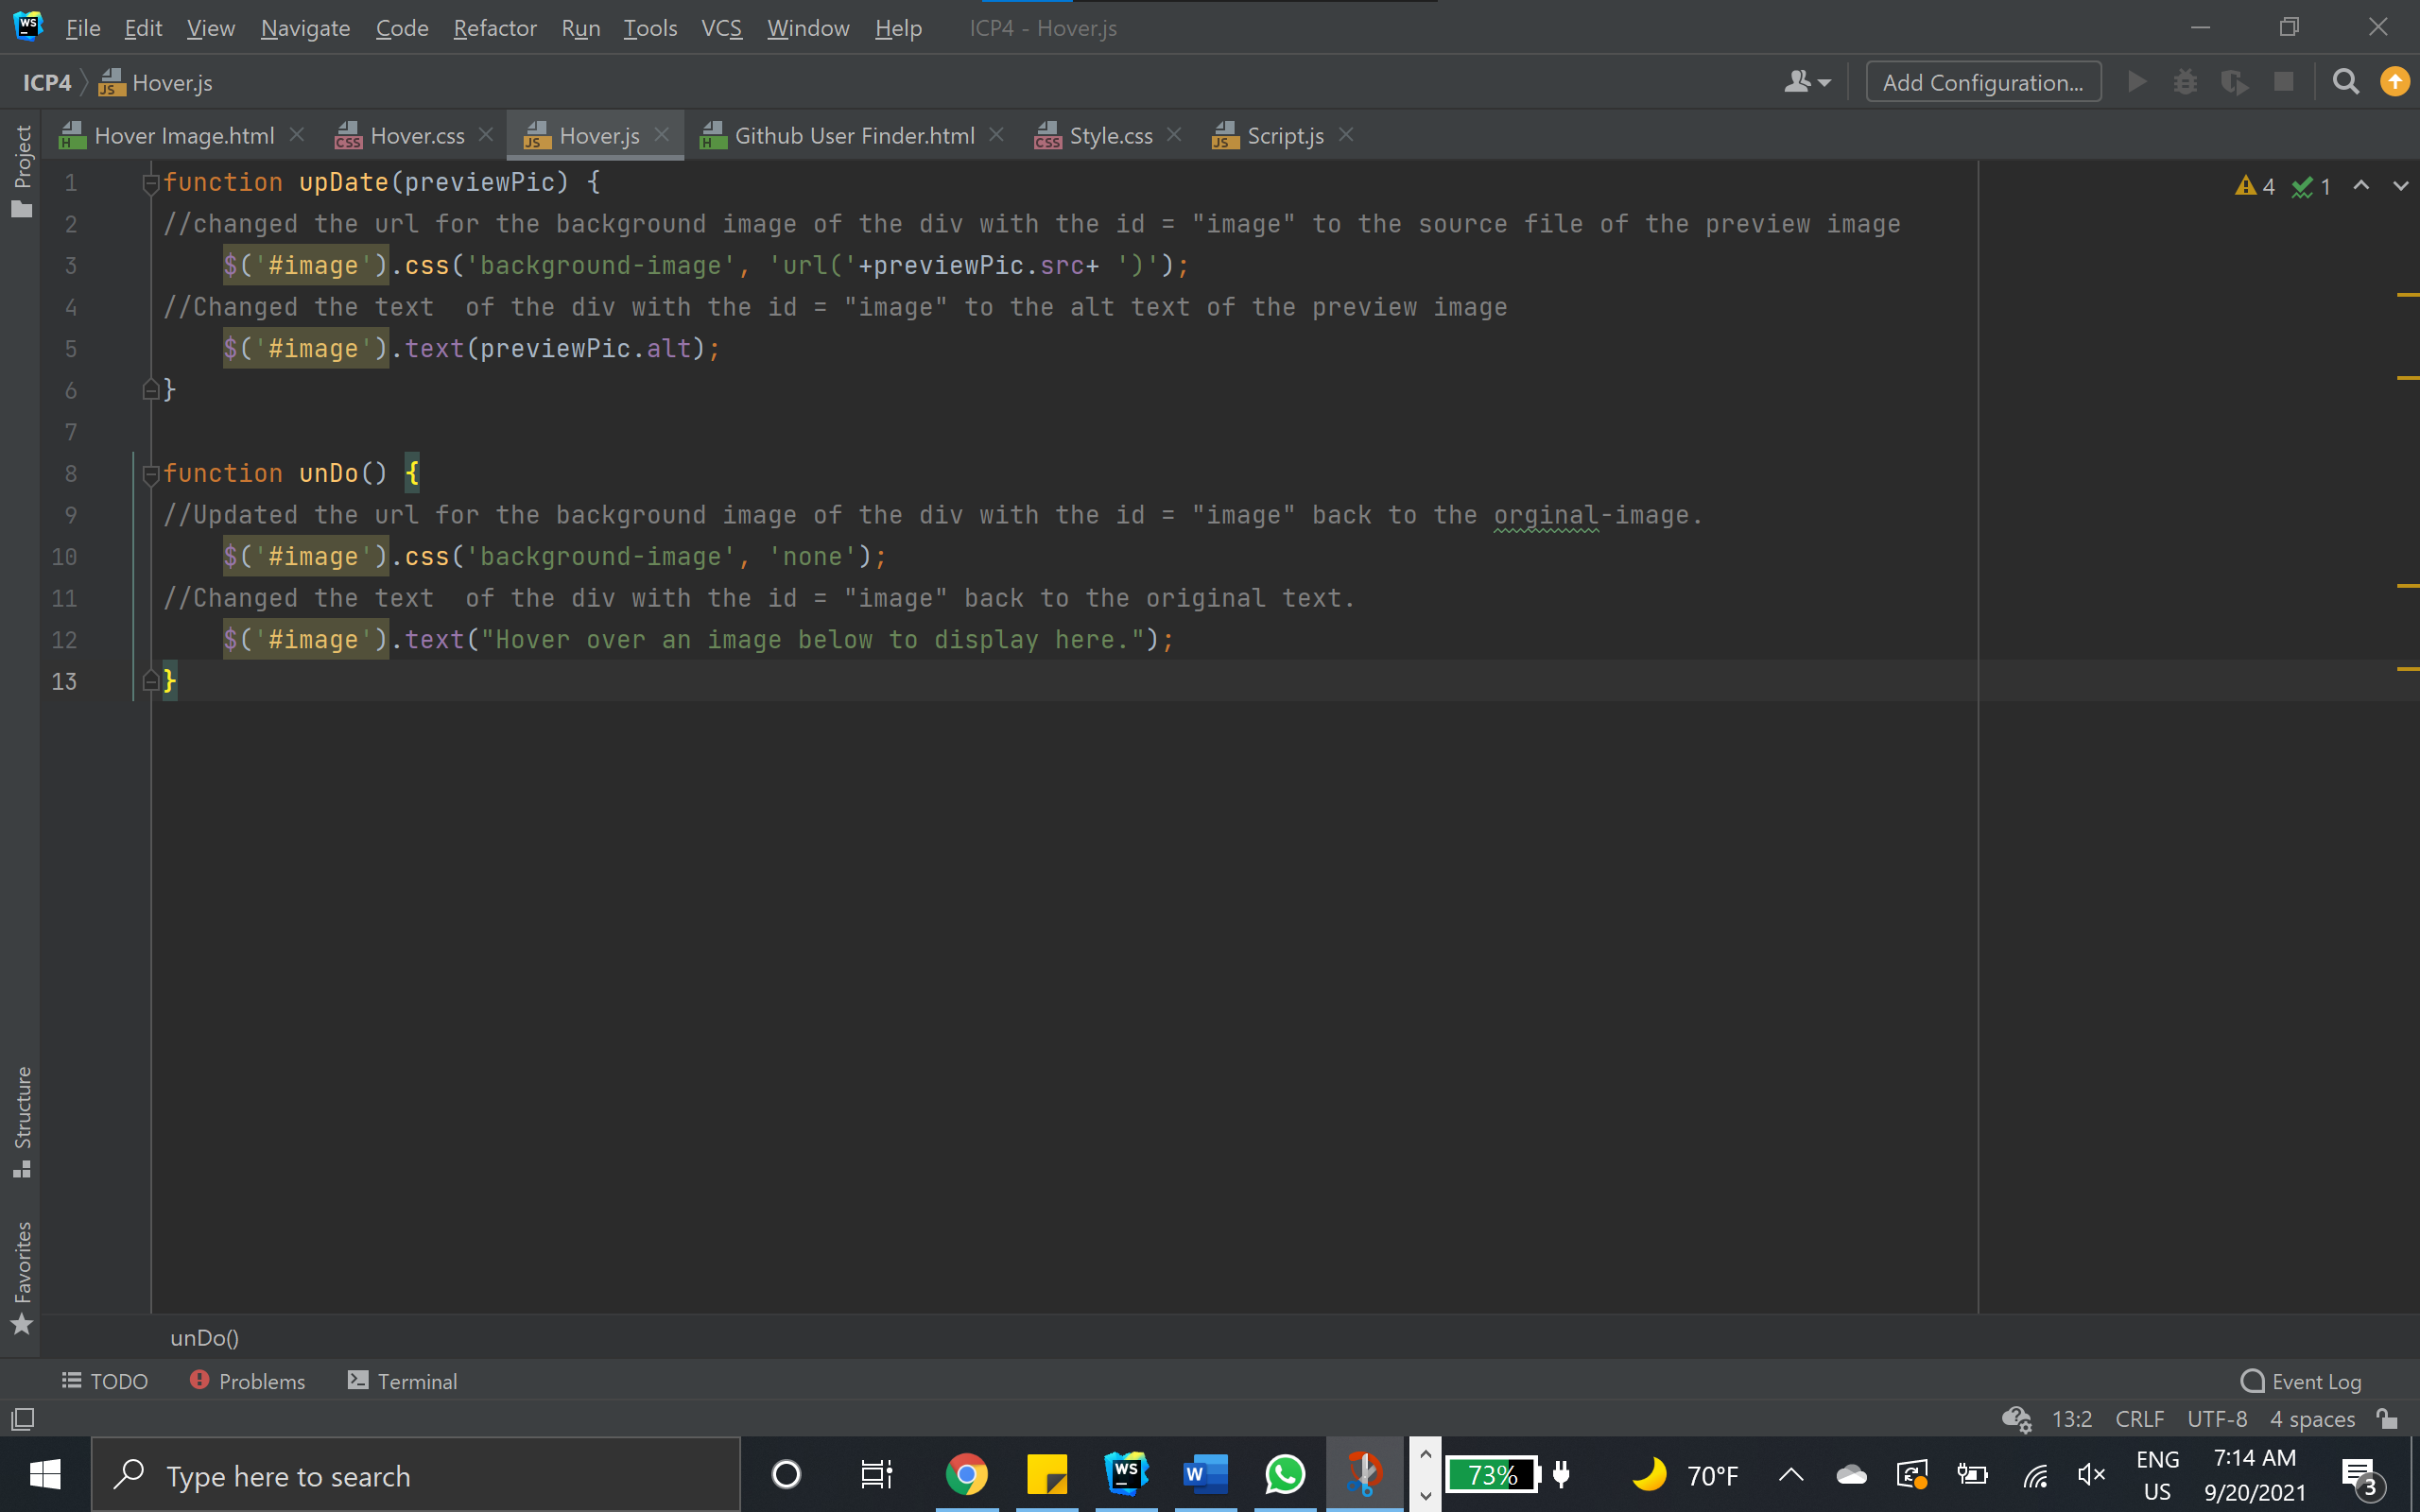 WS File Edit View Navigate Code Refactor Run Tools VCS Window Help ICP4 - Hover.js
ICP4 Hover.js Add Configuration...
Hover Image.html Hover.css Hover.js Github User Finder.html Style.css Script.js
Project
4 1
1 function upDate(previewPic) {
2 //changed the url for the background image of the div with the id = "image" to the source file of the preview image
3 $('#image').css('background-image', 'url('+previewPic.src+ ')');
4 //Changed the text  of the div with the id = "image" to the alt text of the preview image
5 $('#image').text(previewPic.alt);
6 }
7
8 function unDo() {
9 //Updated the url for the background image of the div with the id = "image" back to the orginal-image.
10 $('#image').css('background-image', 'none');
11 //Changed the text  of the div with the id = "image" back to the original text.
12 $('#image').text("Hover over an image below to display here.");
13 }
Structure
Favorites
unDo()
TODO Problems Terminal Event Log
13:2 CRLF UTF-8 4 spaces
Type here to search WS W 73% 70°F ENG US 7:14 AM 9/20/2021 3